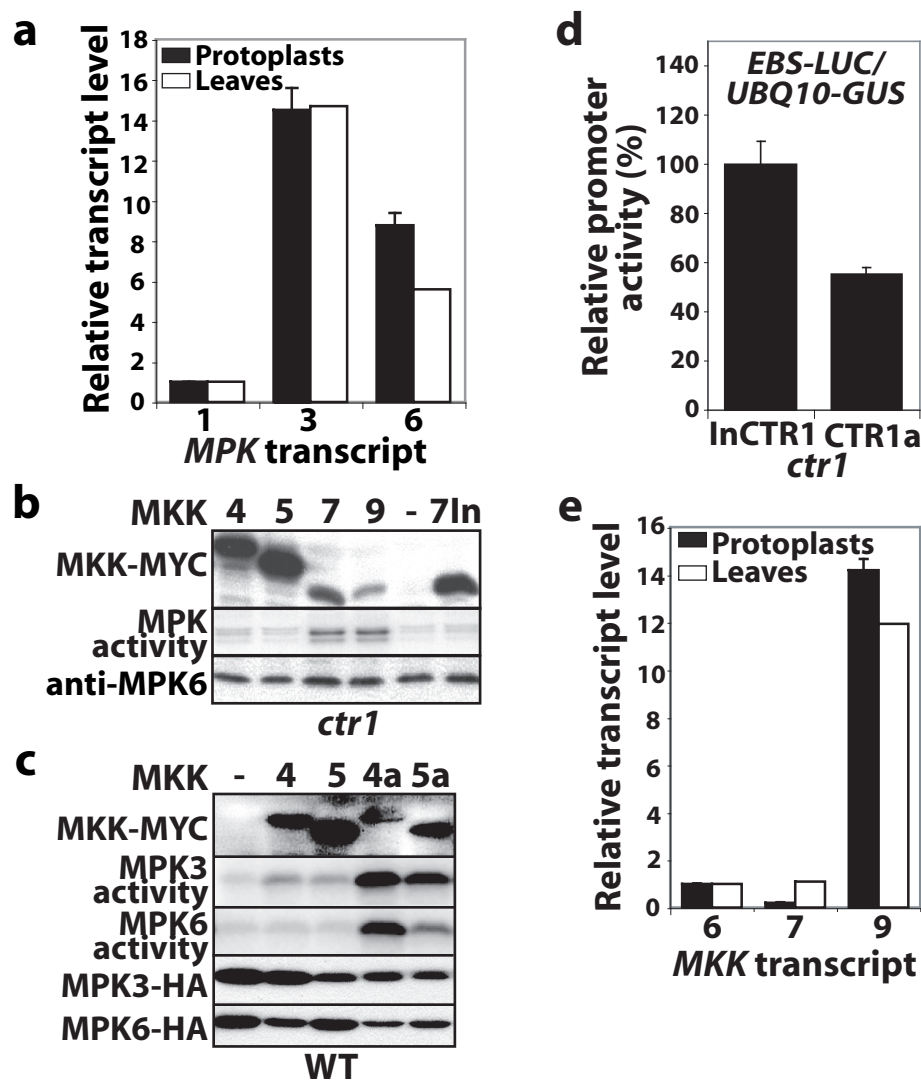 a
Relative transcript level
18
16
14
12
10
8
6
4
2
0
Protoplasts
Leaves
1 3 6
MPK transcript
b
MKK 4 5 7 9 - 7In
MKK-MYC
MPK
activity
anti-MPK6
ctr1
c
MKK - 4 5 4a 5a
MKK-MYC
MPK3
activity
MPK6
activity
MPK3-HA
MPK6-HA
WT
d
Relative promoter
activity (%)
140
120
100
80
60
40
20
0
EBS-LUC/
UBQ10-GUS
InCTR1 CTR1a
ctr1
e
Relative transcript level
16
14
12
10
8
6
4
2
0
Protoplasts
Leaves
6 7 9
MKK transcript